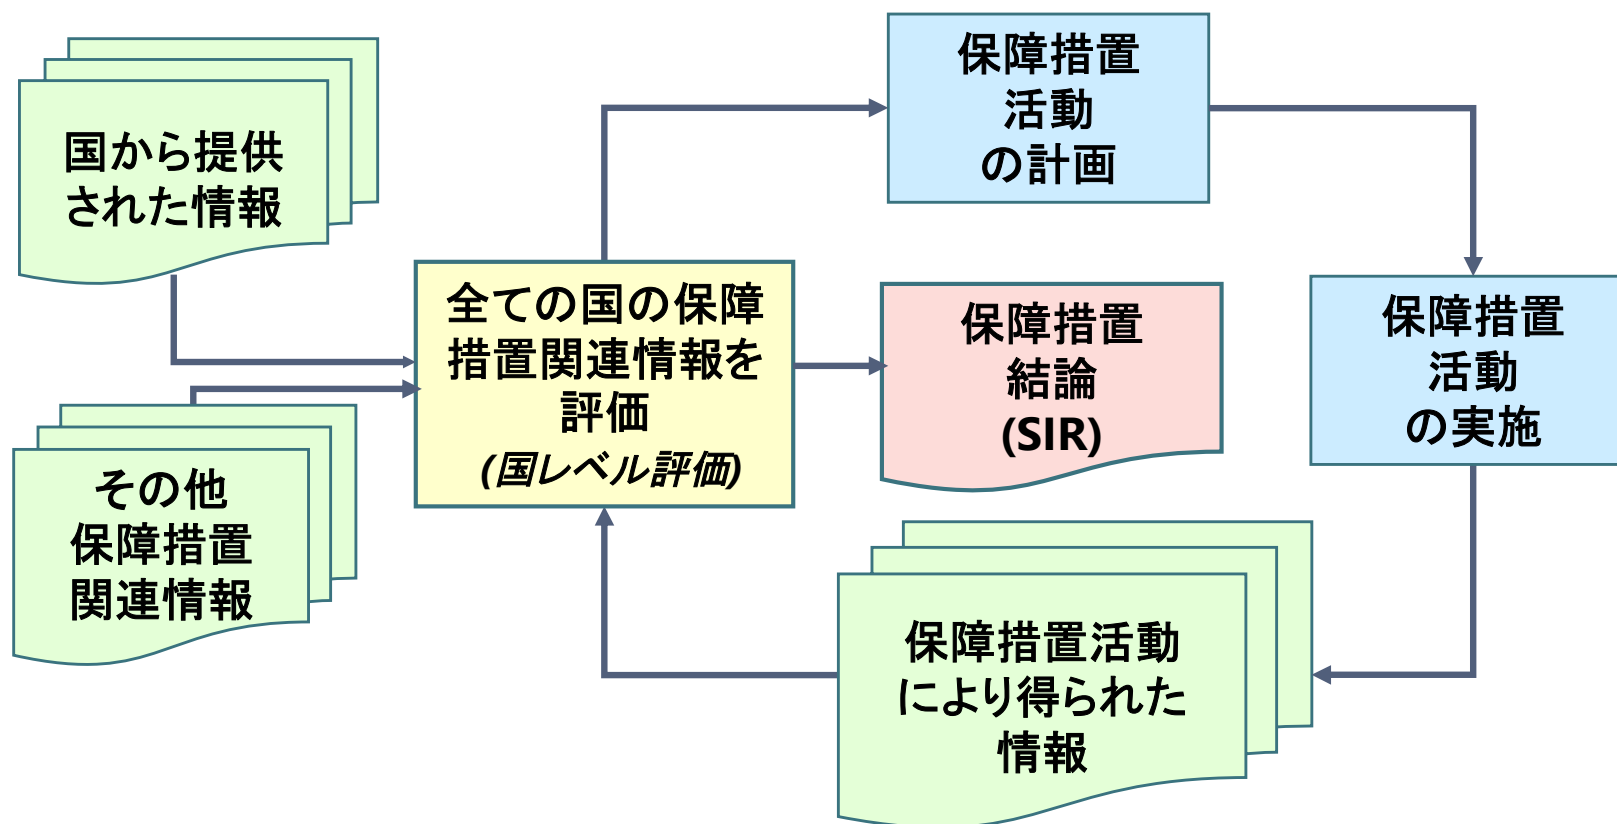 国から提供
された情報
その他
保障措置
関連情報
全ての国の保障
措置関連情報を
評価
(国レベル評価)
保障措置
活動
の計画
保障措置
結論
(SIR)
保障措置
活動
の実施
保障措置活動
により得られた
情報